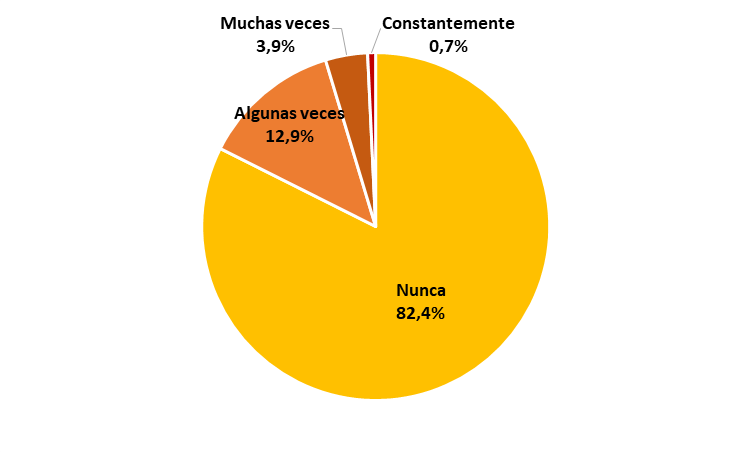 Muchas veces
3,9%
Constantemente
0,7%
Algunas veces
12,9%
Nunca
82,4%